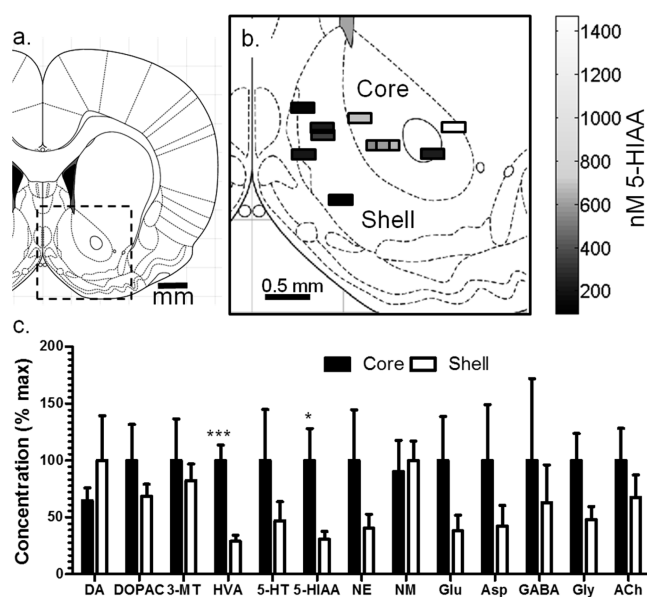 a.
mm
b.
Core
Shell
0.5 mm
1400
1200
1000
800
600
400
200
nM 5-HIAA
c.
Core Shell
Concentration (% max)
200
150
100
50
0
***
*
DA DOPAC 3-MT HVA 5-HT 5-HIAA NE NM Glu Asp GABA Gly ACh